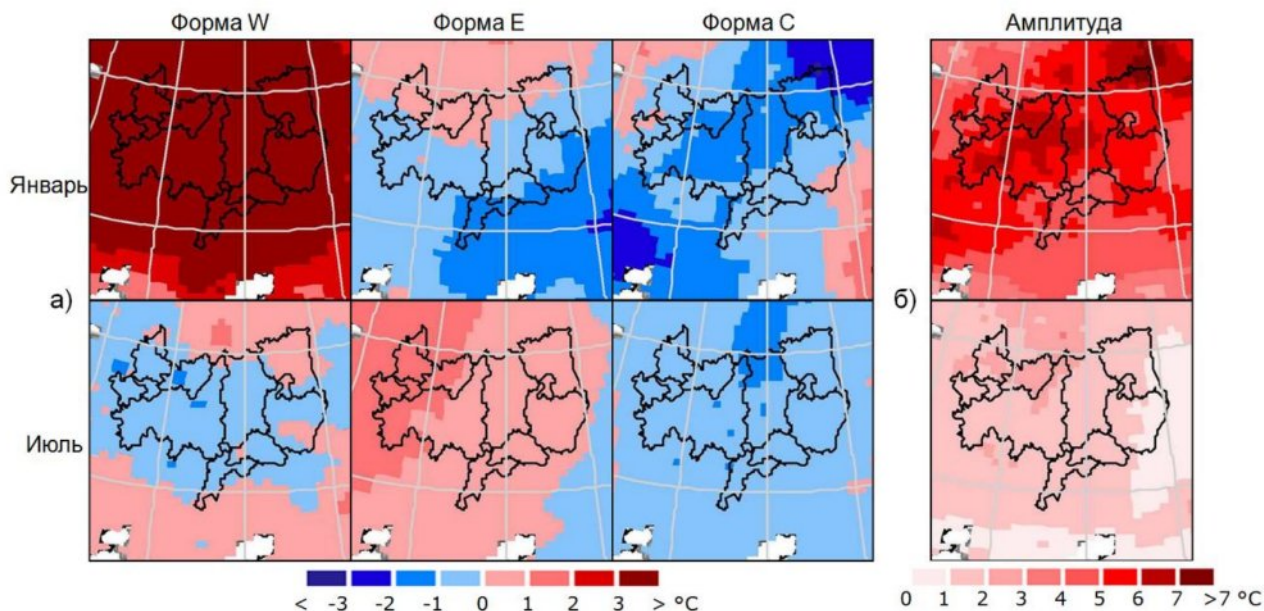 Форма W Форма E Форма C Амплитуда
Январь
а) б)
Июль
< -3 -2 -1 0 1 2 3 > °C
0 1 2 3 4 5 6 7 >7 °C